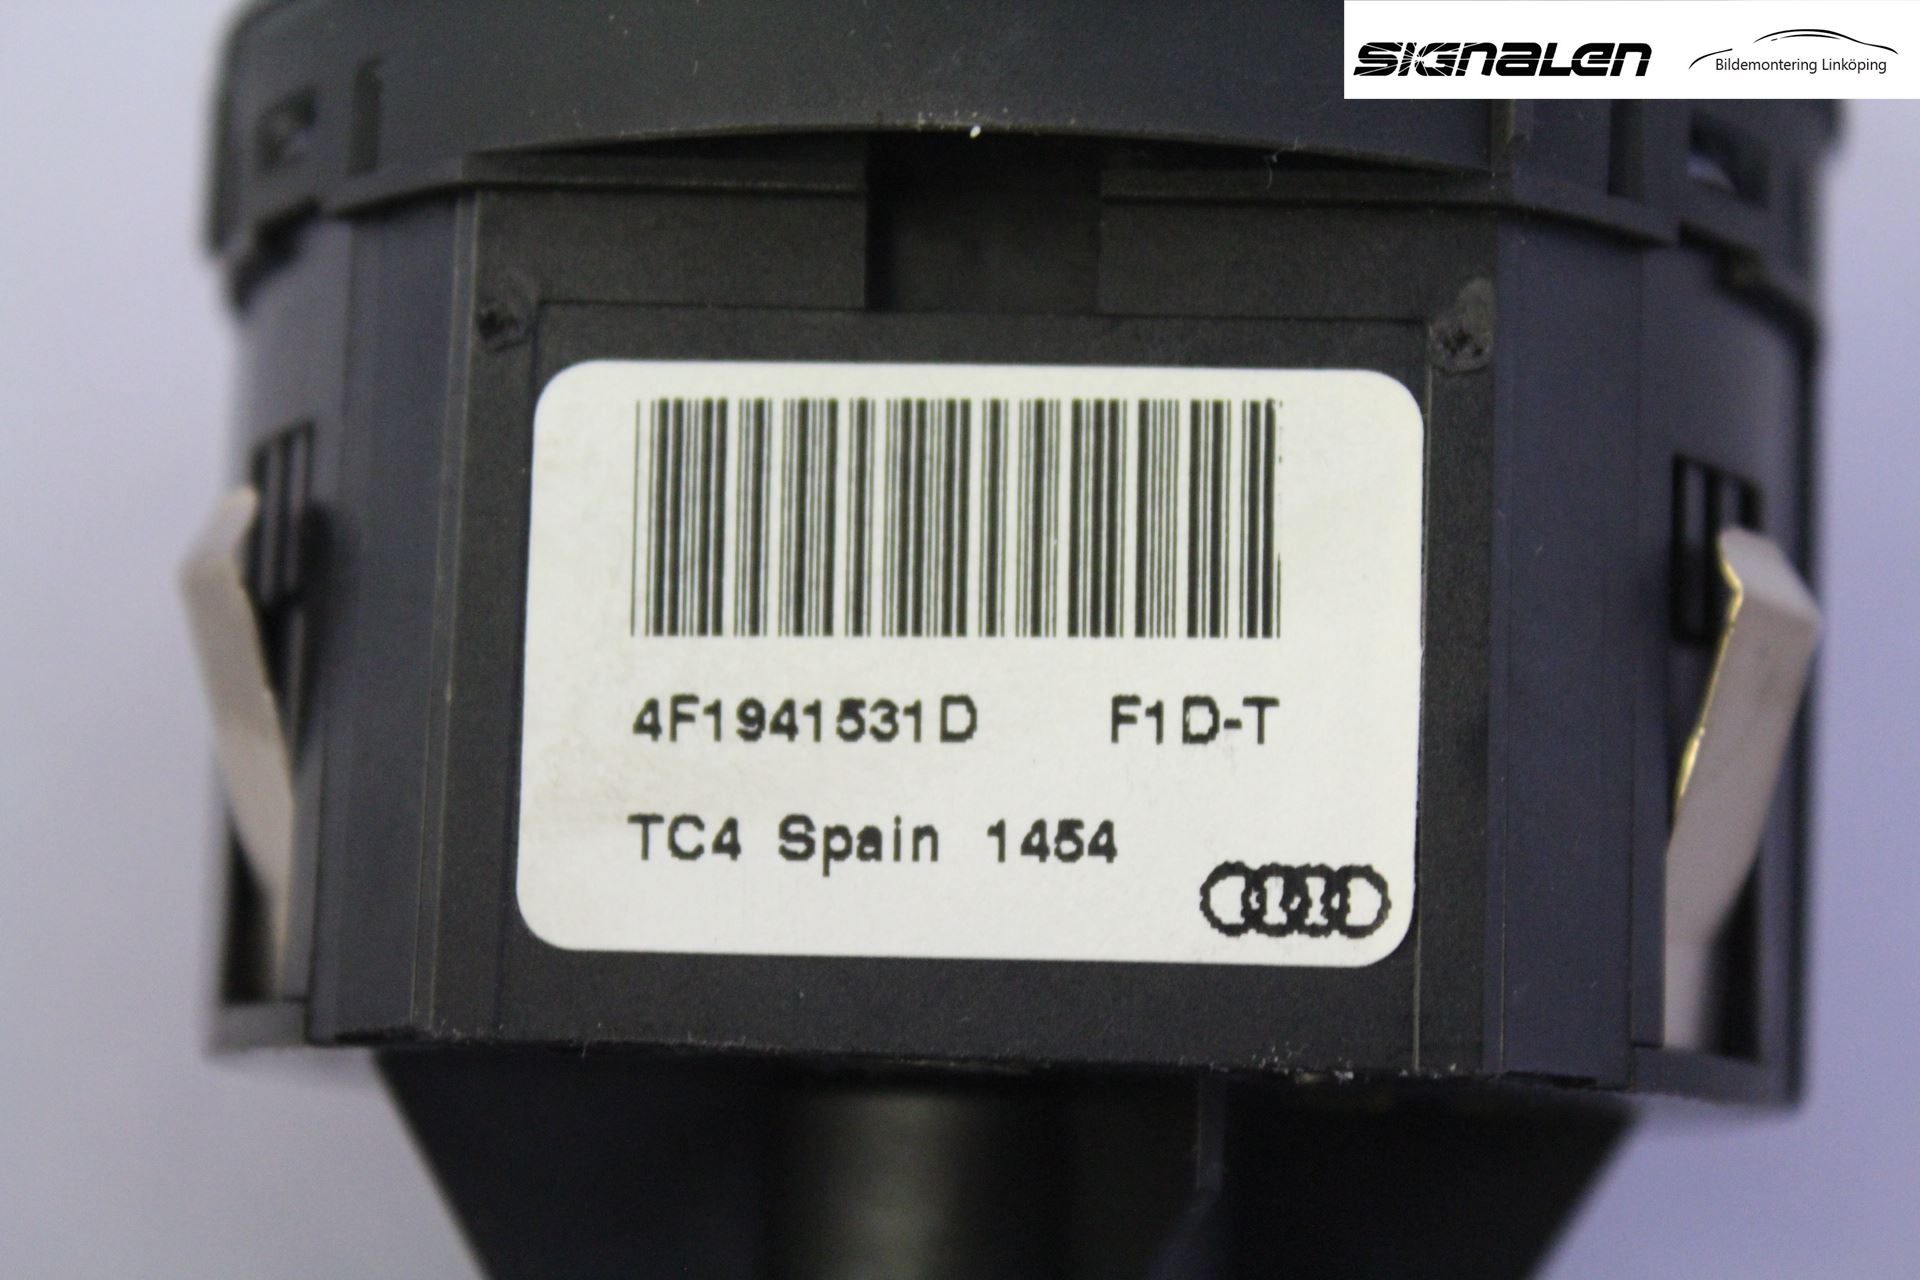 SIGNALEN
Bildemontering Linköping
4F1941531D F1D-T
TC4 Spain 1454